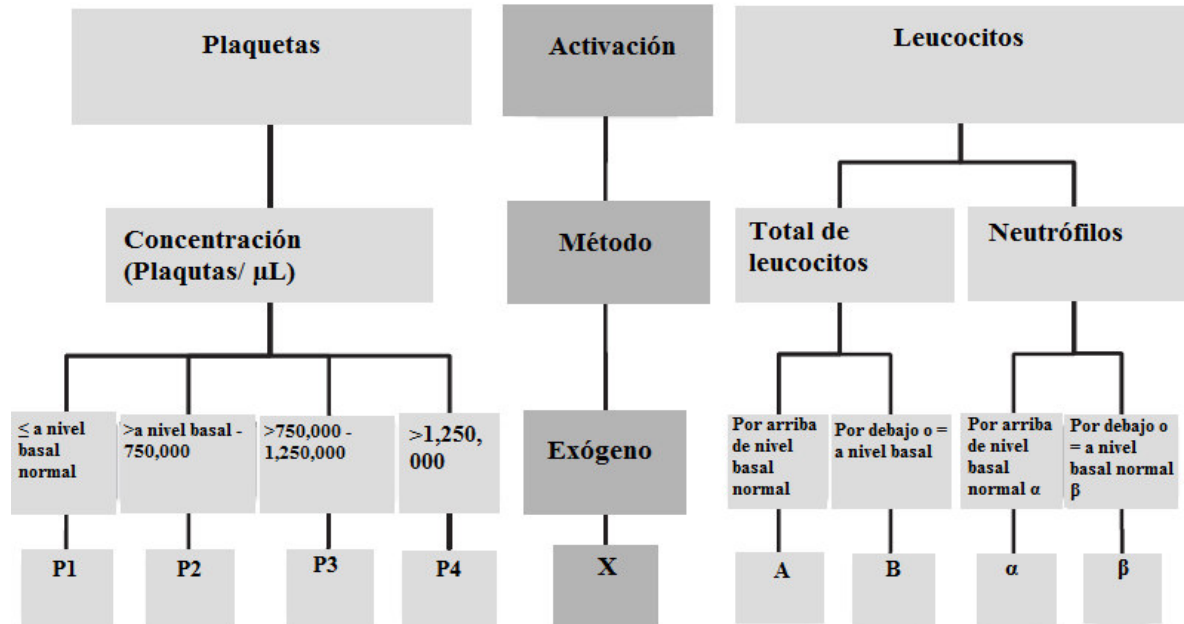 Plaquetas
Activación
Leucocitos
Concentración
(Plaqutas/ μL)
Método
Total de
leucocitos
Neutrófilos
≤ a nivel
basal
normal
>a nivel basal -
750,000
>750,000 -
1,250,000
>1,250,
000
Exógeno
Por arriba
de nivel
basal
normal
Por debajo o =
a nivel basal
Por arriba
de nivel
basal
normal α
Por debajo o
= a nivel
basal normal
β
P1
P2
P3
P4
X
A
B
α
β